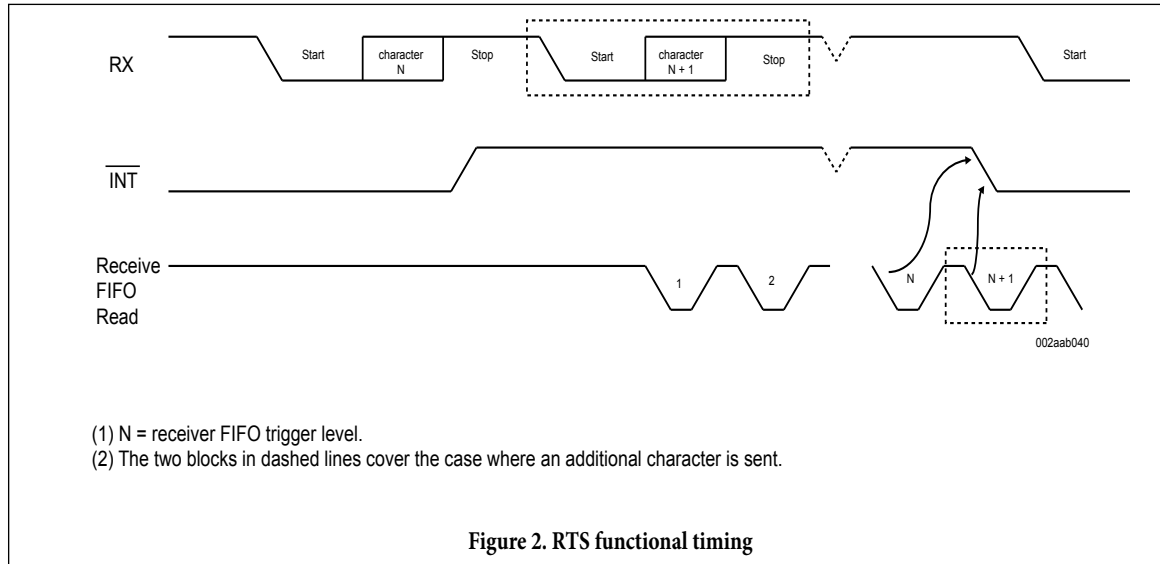 RX
Start
character
N
Stop
Start
character
N + 1
Stop
Start
INT
Receive
FIFO
Read
1
2
N
N + 1
002aab040
(1) N = receiver FIFO trigger level.
(2) The two blocks in dashed lines cover the case where an additional character is sent.
Figure 2. RTS functional timing